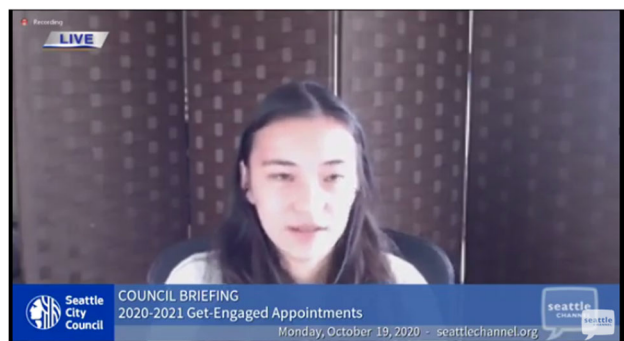 Recording
LIVE
Seattle
City
Council
COUNCIL BRIEFING
2020-2021 Get-Engaged Appointments
Monday, October 19, 2020 - seattlechannel.org
seattle
channel
seattle